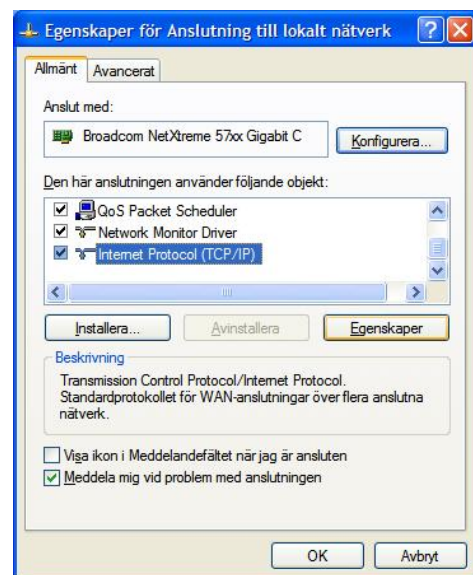 Egenskaper för Anslutning till lokalt nätverk
Allmänt Avancerat
Anslut med:
Broadcom NetXtreme 57xx Gigabit C Konfigurera...
Den här anslutningen använder följande objekt:
QoS Packet Scheduler
Network Monitor Driver
Internet Protocol (TCP/IP)
Installera... Avinstallera Egenskaper
Beskrivning
Transmission Control Protocol/Internet Protocol.
Standardprotokollet för WAN-anslutningar över flera anslutna
nätverk.
Visa ikon i Meddelandefältet när jag är ansluten
Meddela mig vid problem med anslutningen
OK Avbryt